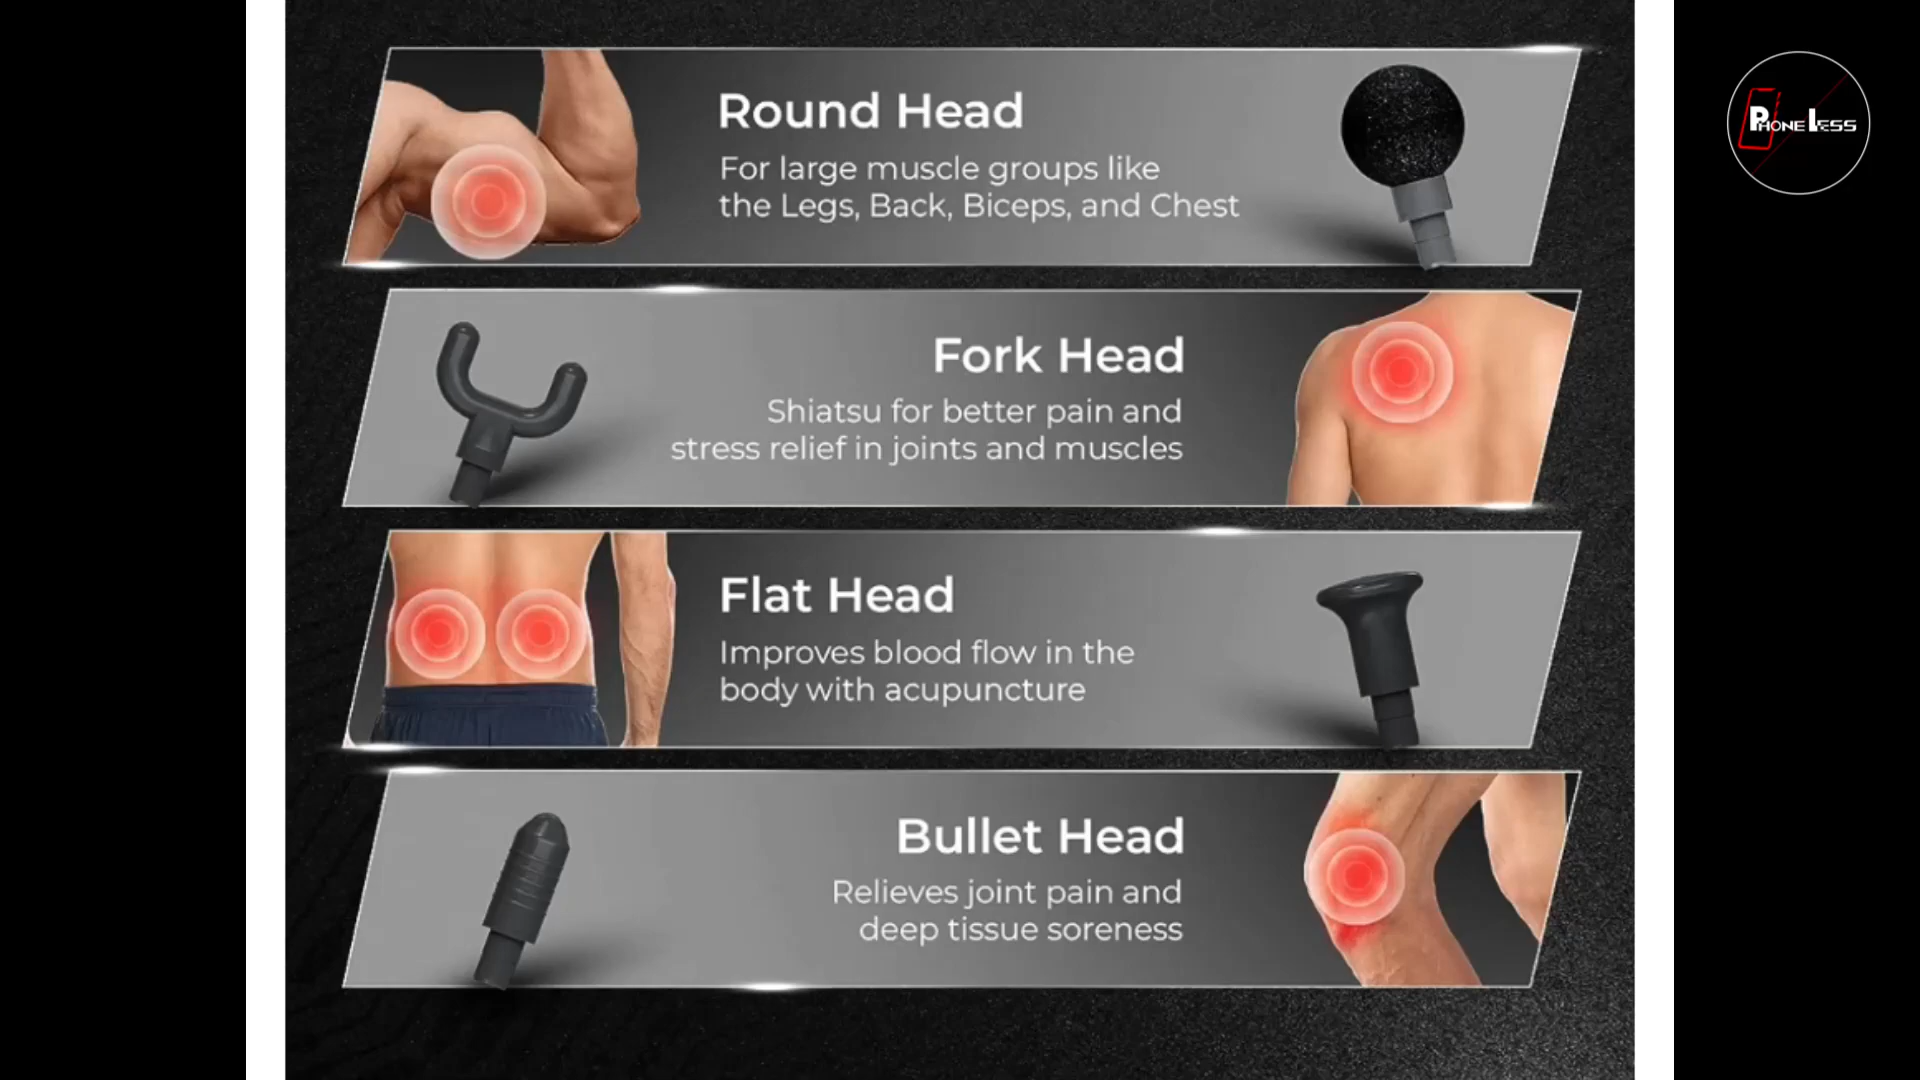 Round Head
For large muscle groups like
the Legs, Back, Biceps, and Chest
PHONE LESS
Fork Head
Shiatsu for better pain and
stress relief in joints and muscles
Flat Head
Improves blood flow in the
body with acupuncture
Bullet Head
Relieves joint pain and
deep tissue soreness